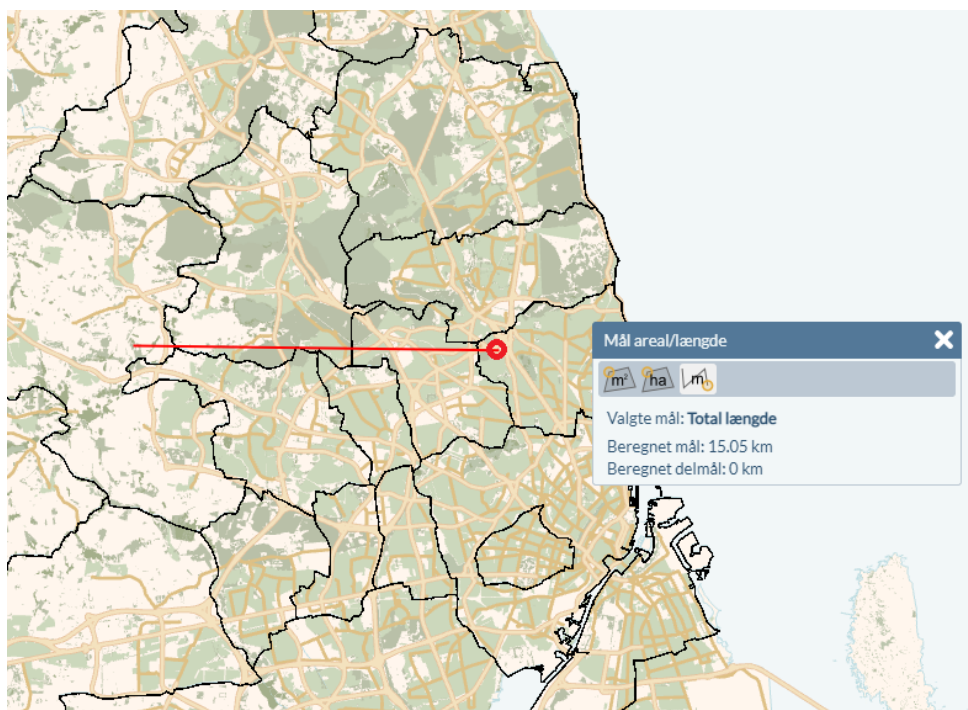 Mål areal/længde
m² ha m
Valgte mål: Total længde
Beregnet mål: 15.05 km
Beregnet delmål: 0 km